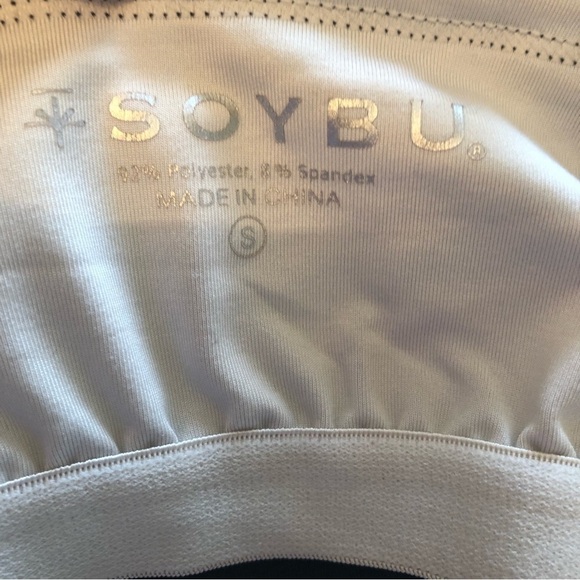 SOYBU®
92% Polyester, 8% Spandex
MADE IN CHINA
S